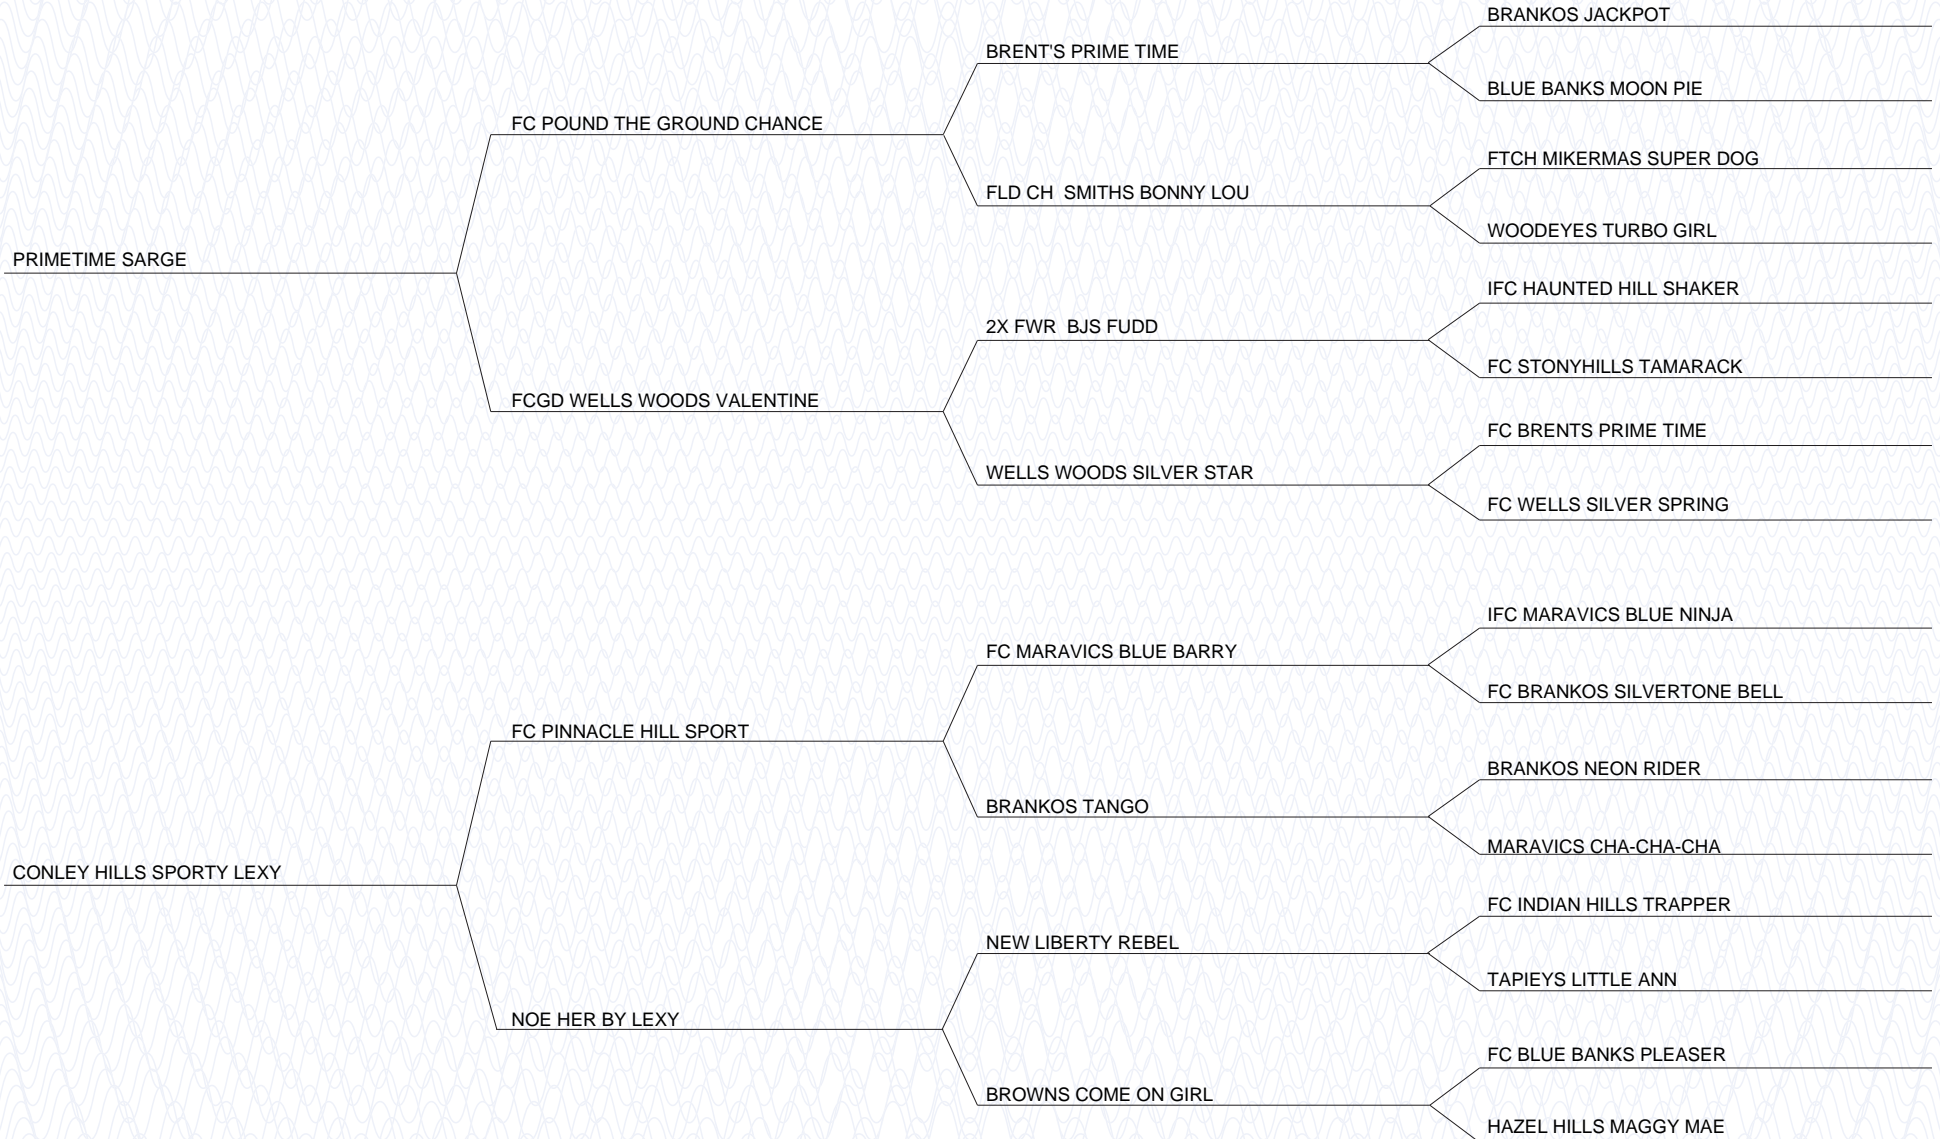 BRANKOS JACKPOT
BRENT'S PRIME TIME
BLUE BANKS MOON PIE
FC POUND THE GROUND CHANCE
FTCH MIKERMAS SUPER DOG
FLD CH  SMITHS BONNY LOU
WOODEYES TURBO GIRL
PRIMETIME SARGE
IFC HAUNTED HILL SHAKER
2X FWR  BJS FUDD
FC STONYHILLS TAMARACK
FCGD WELLS WOODS VALENTINE
FC BRENTS PRIME TIME
WELLS WOODS SILVER STAR
FC WELLS SILVER SPRING
IFC MARAVICS BLUE NINJA
FC MARAVICS BLUE BARRY
FC BRANKOS SILVERTONE BELL
FC PINNACLE HILL SPORT
BRANKOS NEON RIDER
BRANKOS TANGO
MARAVICS CHA-CHA-CHA
CONLEY HILLS SPORTY LEXY
FC INDIAN HILLS TRAPPER
NEW LIBERTY REBEL
TAPIEYS LITTLE ANN
NOE HER BY LEXY
FC BLUE BANKS PLEASER
BROWNS COME ON GIRL
HAZEL HILLS MAGGY MAE